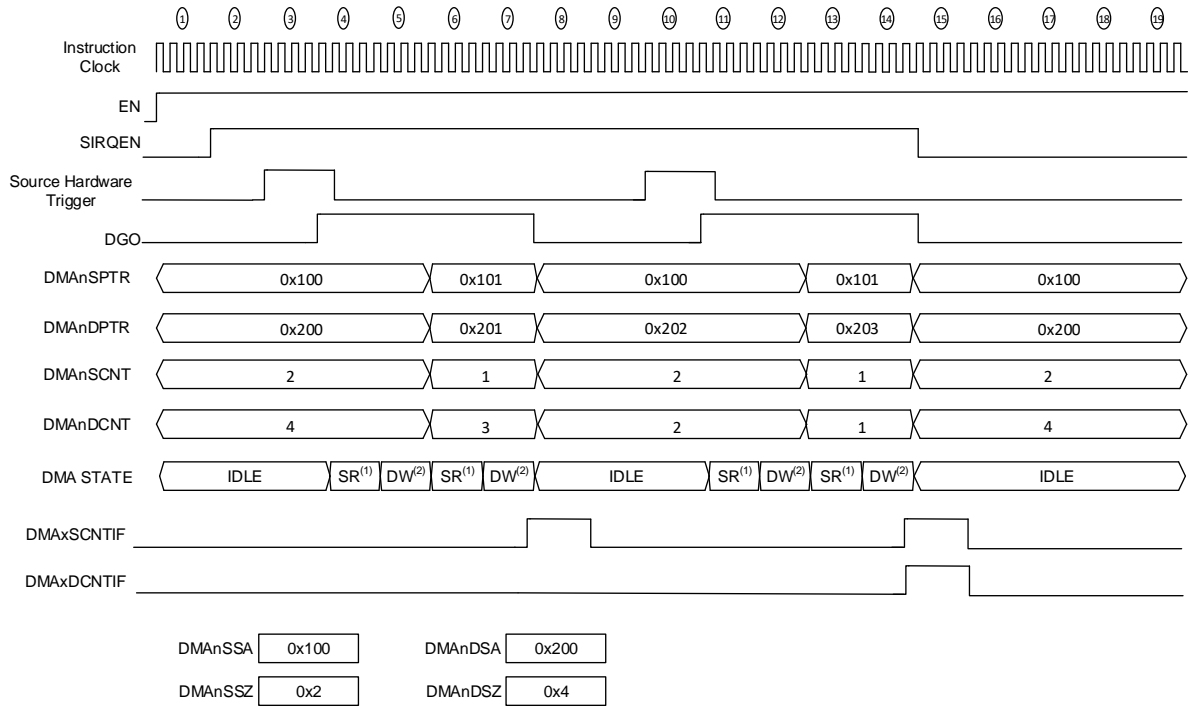 1 2 3 4 5 6 7 8 9 10 11 12 13 14 15 16 17 18 19
Instruction
Clock
EN
SIRQEN
Source Hardware
Trigger
DGO
DMAnSPTR 0x100 0x101 0x100 0x101 0x100
DMAnDPTR 0x200 0x201 0x202 0x203 0x200
DMAnSCNT 2 1 2 1 2
DMAnDCNT 4 3 2 1 4
DMA STATE IDLE SR(1) DW(2) SR(1) DW(2) IDLE SR(1) DW(2) SR(1) DW(2) IDLE
DMAxSCNTIF
DMAxDCNTIF
DMAnSSA 0x100 DMAnDSA 0x200
DMAnSSZ 0x2 DMAnDSZ 0x4